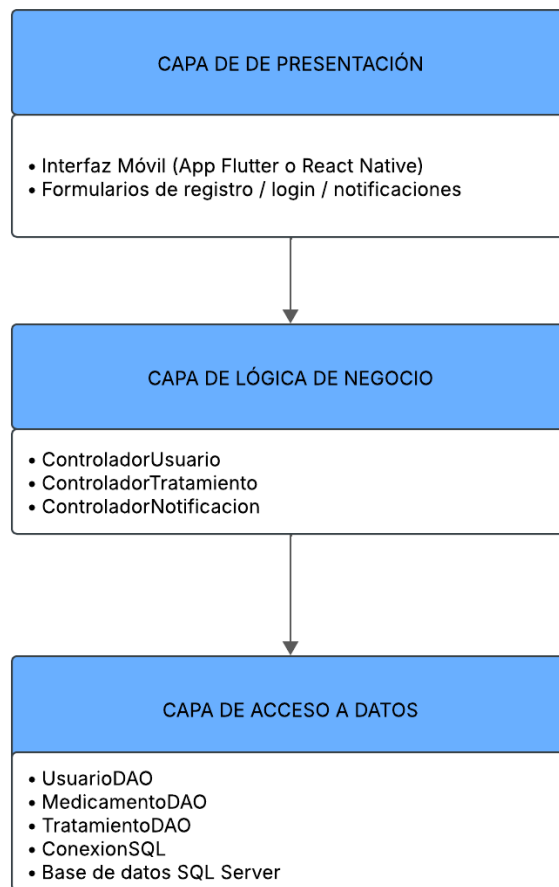 CAPA DE DE PRESENTACIÓN
• Interfaz Móvil (App Flutter o React Native)
• Formularios de registro / login / notificaciones
CAPA DE LÓGICA DE NEGOCIO
• ControladorUsuario
• ControladorTratamiento
• ControladorNotificacion
CAPA DE ACCESO A DATOS
• UsuarioDAO
• MedicamentoDAO
• TratamientoDAO
• ConexionSQL
• Base de datos SQL Server